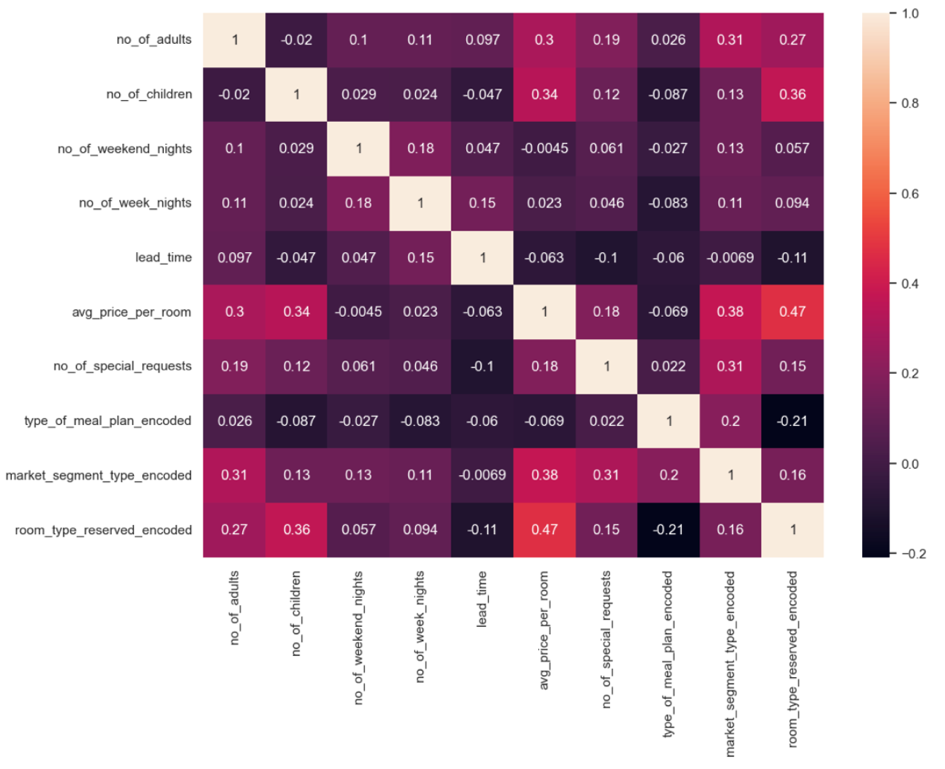 no_of_adults 1 -0.02 0.1 0.11 0.097 0.3 0.19 0.026 0.31 0.27
no_of_children -0.02 1 0.029 0.024 -0.047 0.34 0.12 -0.087 0.13 0.36
no_of_weekend_nights 0.1 0.029 1 0.18 0.047 -0.0045 0.061 -0.027 0.13 0.057
no_of_week_nights 0.11 0.024 0.18 1 0.15 0.023 0.046 -0.083 0.11 0.094
lead_time 0.097 -0.047 0.047 0.15 1 -0.063 -0.1 -0.06 -0.0069 -0.11
avg_price_per_room 0.3 0.34 -0.0045 0.023 -0.063 1 0.18 -0.069 0.38 0.47
no_of_special_requests 0.19 0.12 0.061 0.046 -0.1 0.18 1 0.022 0.31 0.15
type_of_meal_plan_encoded 0.026 -0.087 -0.027 -0.083 -0.06 -0.069 0.022 1 0.2 -0.21
market_segment_type_encoded 0.31 0.13 0.13 0.11 -0.0069 0.38 0.31 0.2 1 0.16
room_type_reserved_encoded 0.27 0.36 0.057 0.094 -0.11 0.47 0.15 -0.21 0.16 1
no_of_adults
no_of_children
no_of_weekend_nights
no_of_week_nights
lead_time
avg_price_per_room
no_of_special_requests
type_of_meal_plan_encoded
market_segment_type_encoded
room_type_reserved_encoded
1.0
0.8
0.6
0.4
0.2
0.0
−0.2